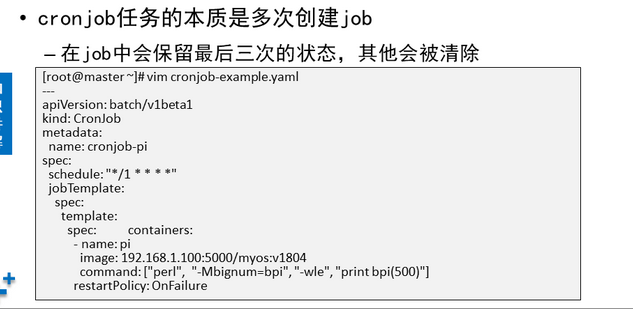 • cronjob任务的本质是多次创建job
– 在job中会保留最后三次的状态，其他会被清除
[root@master ~]# vim cronjob-example.yaml
---
apiVersion: batch/v1beta1
kind: CronJob
metadata:
  name: cronjob-pi
spec:
  schedule: "*/1 * * * *"
  jobTemplate:
    spec:
      template:
        spec:          containers:
          - name: pi
            image: 192.168.1.100:5000/myos:v1804
            command: ["perl",  "-Mbignum=bpi", "-wle", "print bpi(500)"]
          restartPolicy: OnFailure